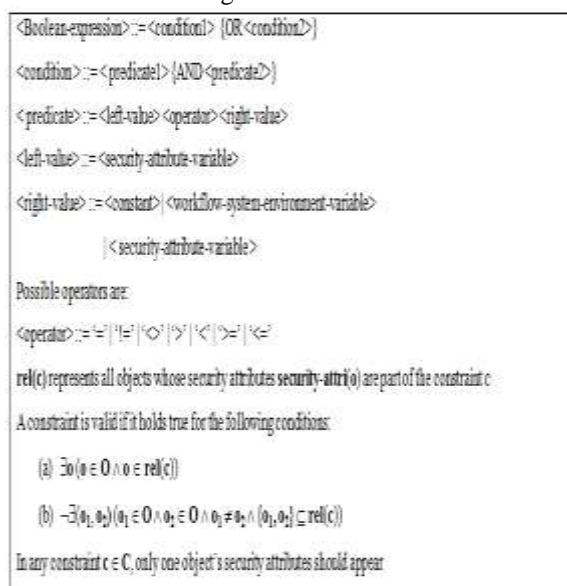 <Boolean-expression>::=<condition1> {OR <condition2>}
<condition>::=<predicate1>{AND<predicate2>}
<predicate>::=<left-value><operator><right-value>
<left-value>::=<security-attribute-variable>
<right-value>::=<constant>|<workflow-system-environment-variable>
|<security-attribute-variable>
Possible operators are:
<operator>::='='|'!='|'<>'|'>'|'<'|'>='|'<='
rel(c) represents all objects whose security attributes security-attri(o) are part of the constraint c
A constraint is valid if it holds true for the following conditions:
(a) ∃o (o ∈ O ∧ o ∈ rel(c))
(b) ¬∃(o₁, o₂) (o₁ ∈ O ∧ o₂ ∈ O ∧ o₁ ≠ o₂ ∧ {o₁, o₂} ⊆ rel(c))
In any constraint c ∈ C, only one object's security attributes should appear